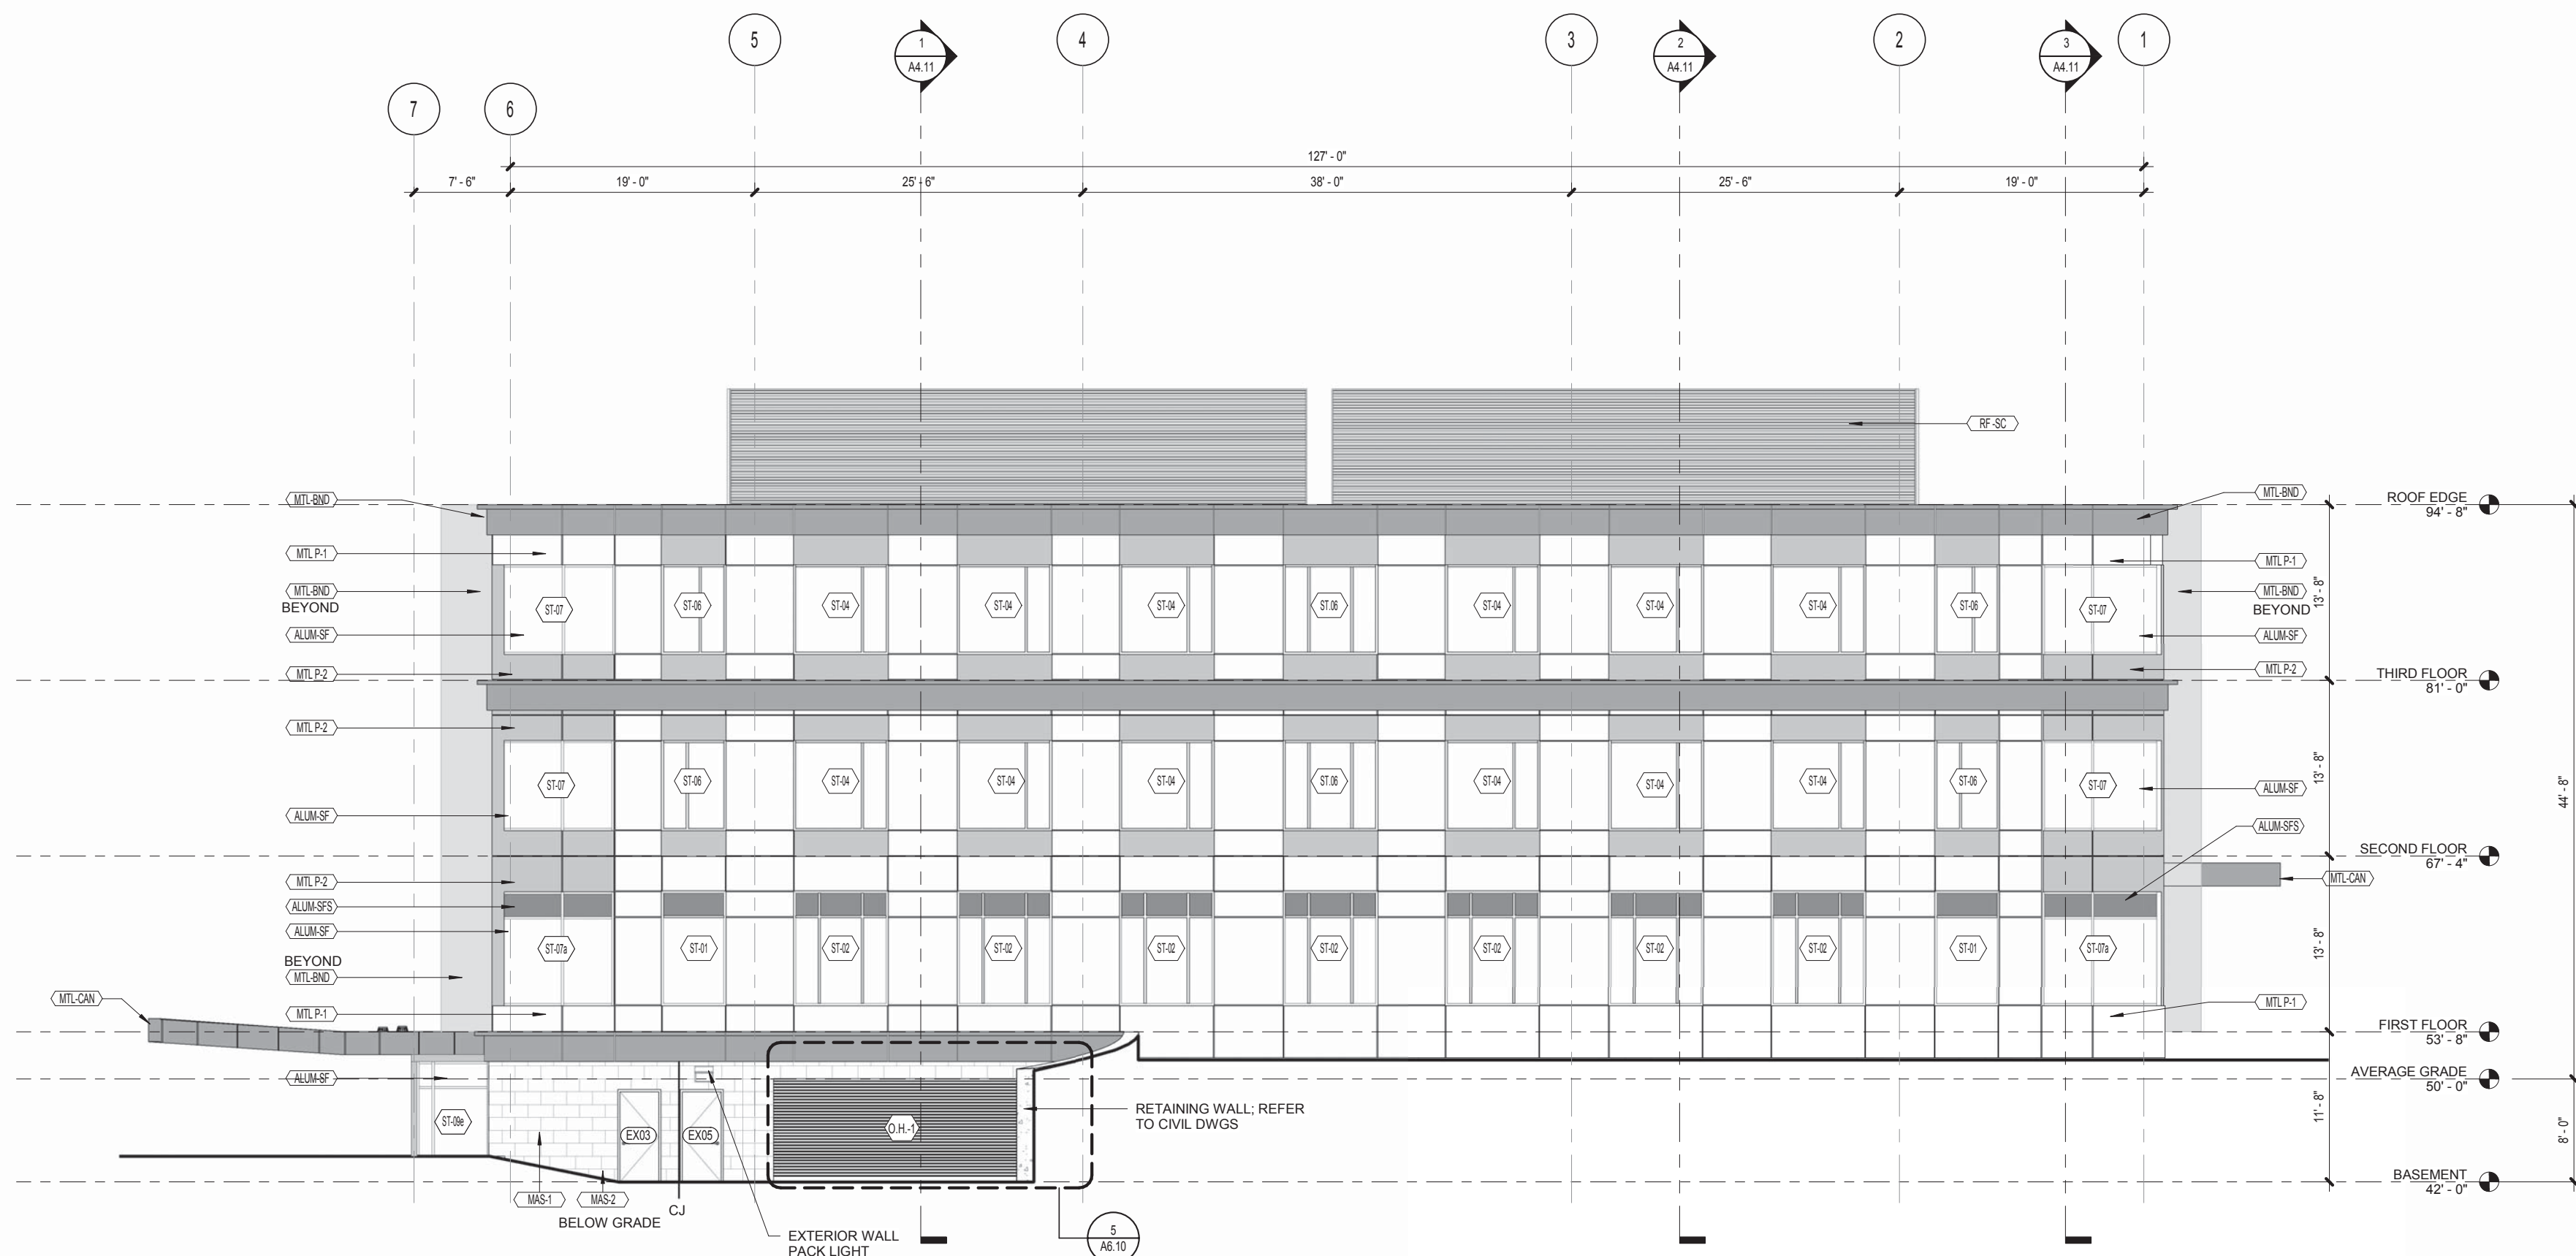 5
1
A4.11
4
3
2
A4.11
2
3
A4.11
1
7
6
127' - 0"
7' - 6"
19' - 0"
25' - 6"
38' - 0"
25' - 6"
19' - 0"
RF -SC
MTL-BND
MTL-BND
ROOF EDGE
94' - 8"
MTL P-1
MTL P-1
MTL-BND
BEYOND
MTL-BND
BEYOND
13' - 8"
ST-07
ST-06
ST-04
ST-04
ST-04
ST.06
ST-04
ST-04
ST-04
ST-06
ST-07
ALUM-SF
ALUM-SF
MTL P-2
MTL P-2
THIRD FLOOR
81' - 0"
MTL P-2
ST-07
ST-06
ST-04
ST-04
ST-04
ST.06
ST-04
ST-04
ST-04
ST-06
ST-07
13' - 8"
44' - 8"
ALUM-SF
ALUM-SF
ALUM-SFS
SECOND FLOOR
67' - 4"
MTL P-2
MTL-CAN
ALUM-SFS
ALUM-SF
ST-07a
ST-01
ST-02
ST-02
ST-02
ST-02
ST-02
ST-02
ST-02
ST-01
ST-07a
13' - 8"
BEYOND
MTL-BND
MTL-CAN
MTL P-1
MTL P-1
FIRST FLOOR
53' - 8"
ALUM-SF
AVERAGE GRADE
50' - 0"
ST-09e
EX03
EX05
O.H.-1
RETAINING WALL; REFER
TO CIVIL DWGS
11' - 8"
8' - 0"
BASEMENT
42' - 0"
MAS-1
MAS-2
BELOW GRADE
CJ
EXTERIOR WALL
PACK LIGHT
5
A6.10